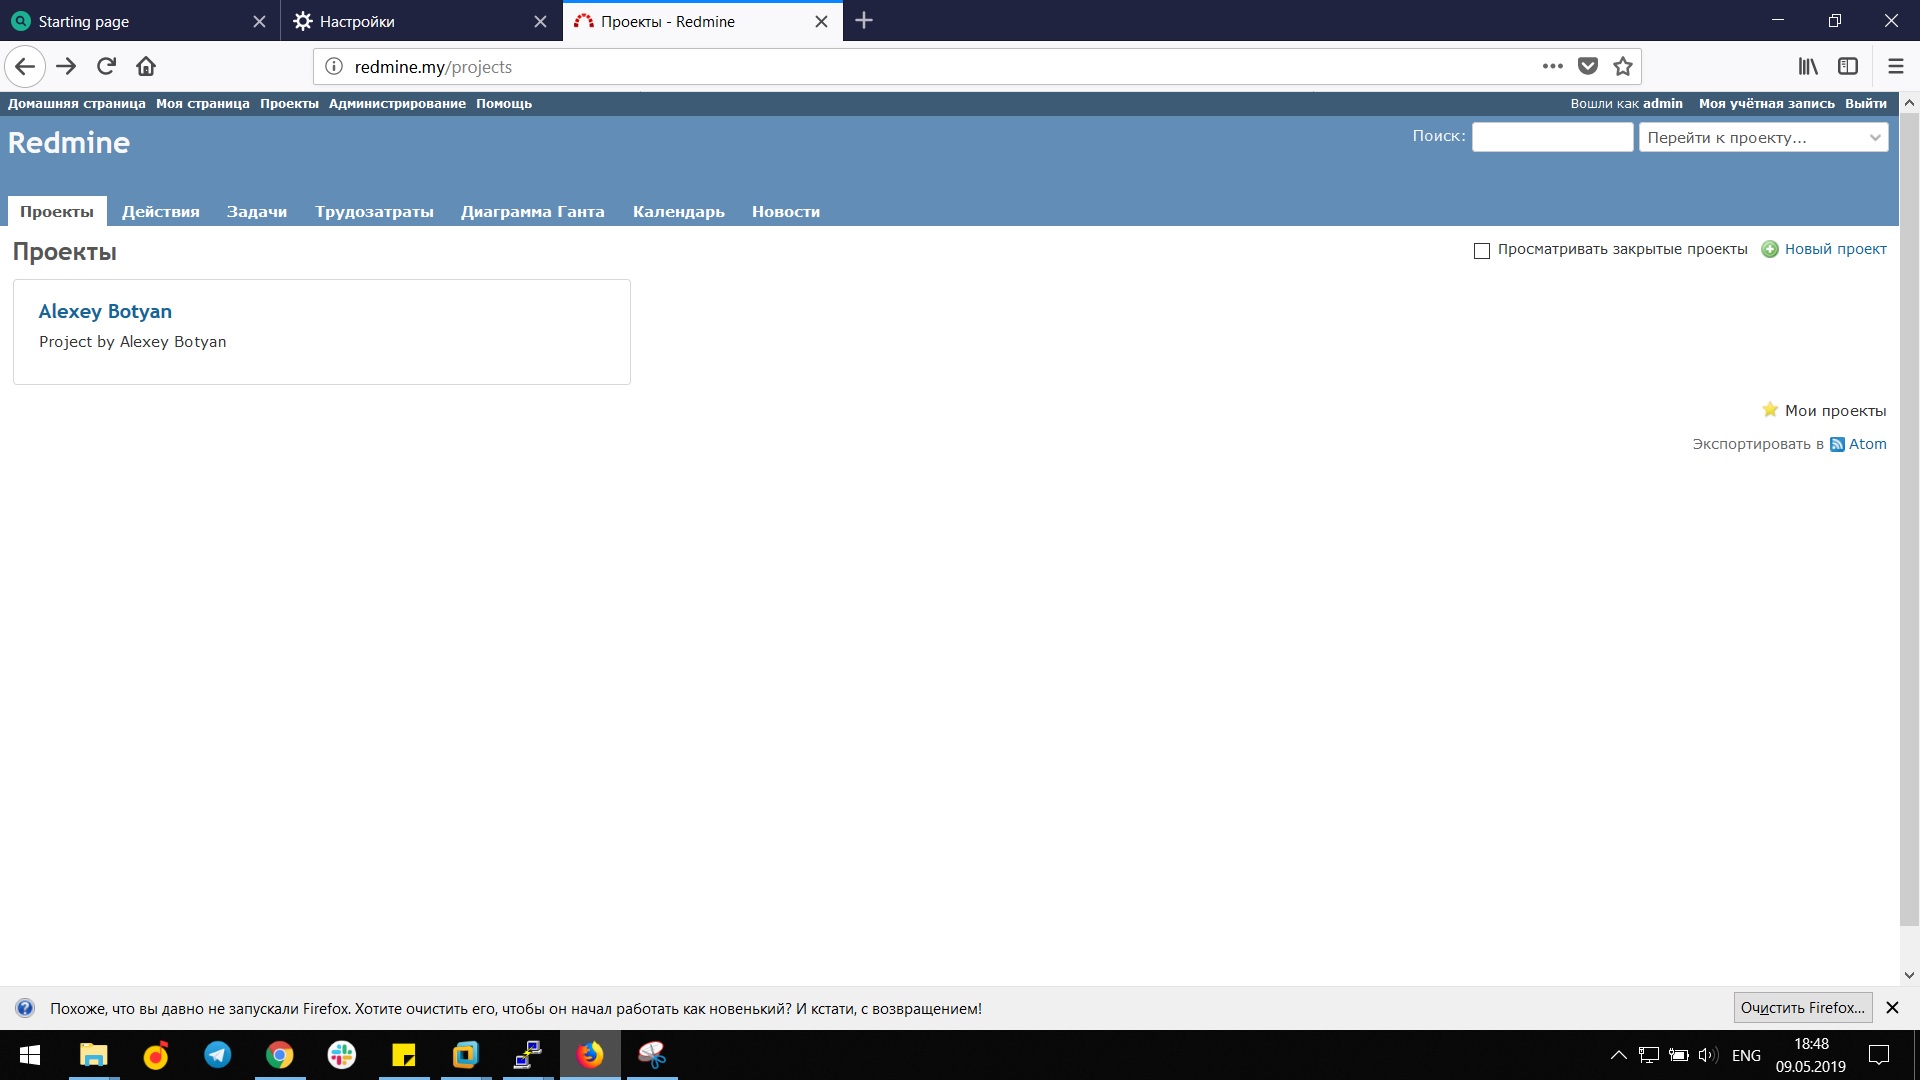 Starting page
Настройки
Проекты - Redmine
redmine.my/projects
Домашняя страница Моя страница Проекты Администрирование Помощь
Вошли как admin Моя учётная запись Выйти
Redmine
Поиск:
Перейти к проекту...
Проекты Действия Задачи Трудозатраты Диаграмма Ганта Календарь Новости
Проекты
Просматривать закрытые проекты Новый проект
Alexey Botyan
Project by Alexey Botyan
Мои проекты
Экспортировать в Atom
Похоже, что вы давно не запускали Firefox. Хотите очистить его, чтобы он начал работать как новенький? И кстати, с возвращением!
Очистить Firefox...
ENG
18:48
09.05.2019